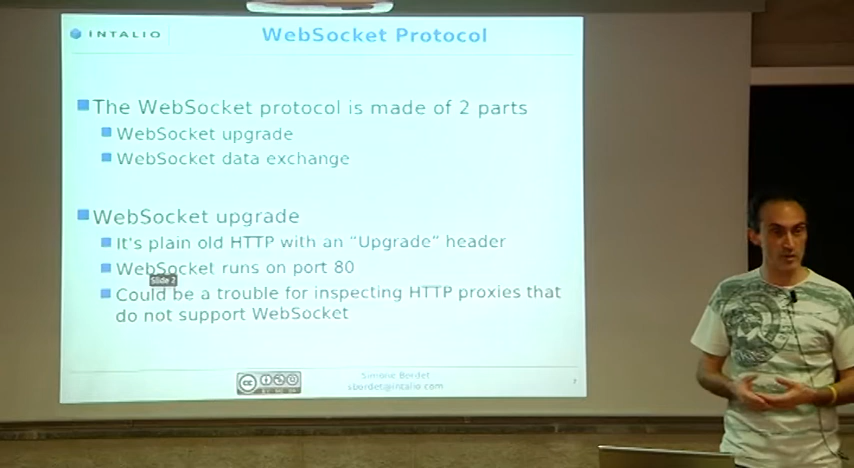 INTALIO
WebSocket Protocol
The WebSocket protocol is made of 2 parts
WebSocket upgrade
WebSocket data exchange
WebSocket upgrade
It's plain old HTTP with an "Upgrade" header
WebSocket runs on port 80
Slide 2
Could be a trouble for inspecting HTTP proxies that
do not support WebSocket
cc
Simone Bordet
sbordet@intalio.com
7